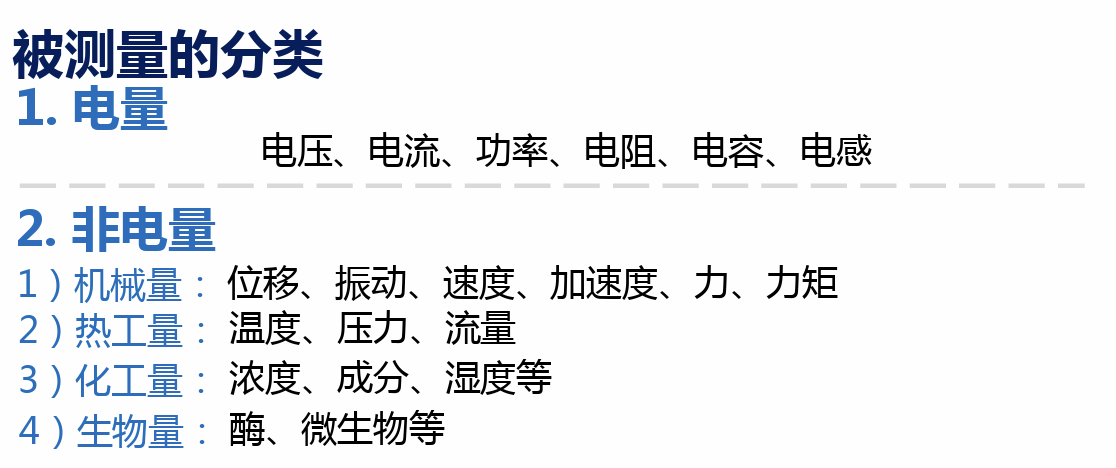 被测量的分类
1. 电量
电压、电流、功率、电阻、电容、电感
2. 非电量
1）机械量： 位移、振动、速度、加速度、力、力矩
2）热工量： 温度、压力、流量
3）化工量： 浓度、成分、湿度等
4）生物量： 酶、微生物等